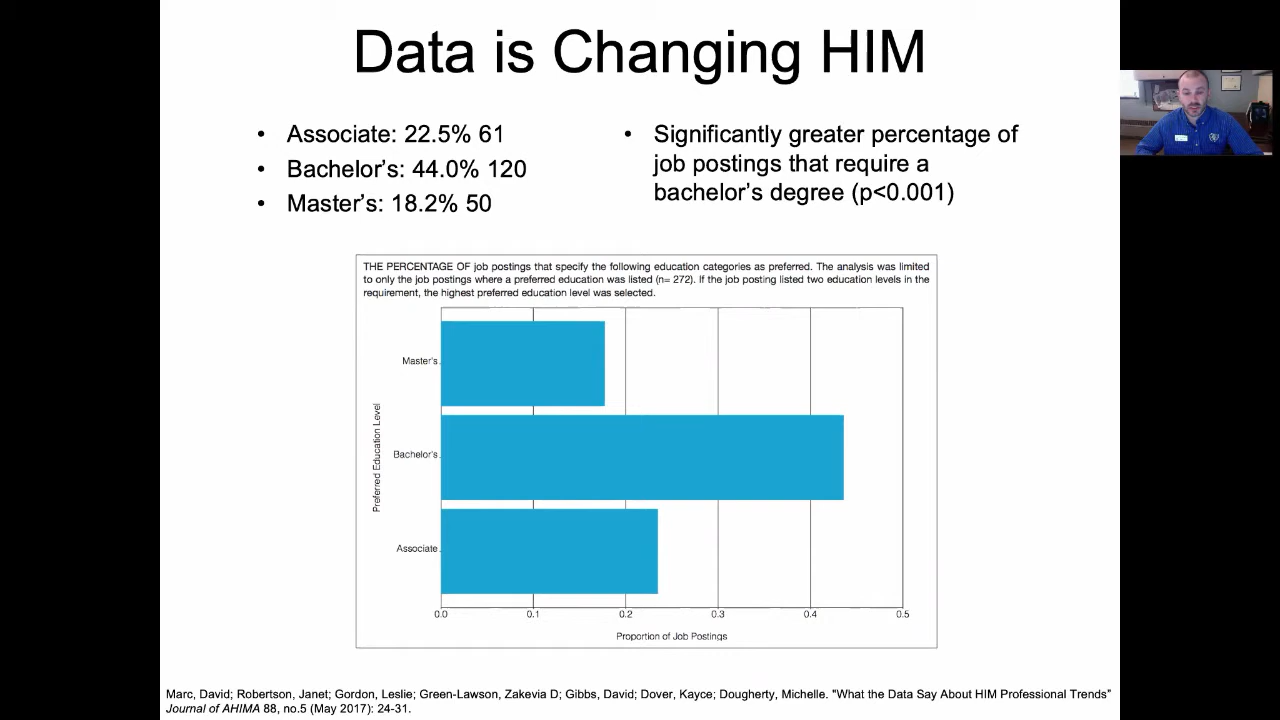 Data is Changing HIM
• Associate: 22.5% 61
• Bachelor's: 44.0% 120
• Master's: 18.2% 50
• Significantly greater percentage of
job postings that require a
bachelor's degree (p<0.001)
THE PERCENTAGE OF job postings that specify the following education categories as preferred. The analysis was limited
to only the job postings where a preferred education was listed (n= 272). If the job posting listed two education levels in the
requirement, the highest preferred education level was selected.
Preferred Education Level
Master's
Bachelor's
Associate
0.0 0.1 0.2 0.3 0.4 0.5
Proportion of Job Postings
Marc, David; Robertson, Janet; Gordon, Leslie; Green-Lawson, Zakevia D; Gibbs, David; Dover, Kayce; Dougherty, Michelle. "What the Data Say About HIM Professional Trends"
Journal of AHIMA 88, no.5 (May 2017): 24-31.